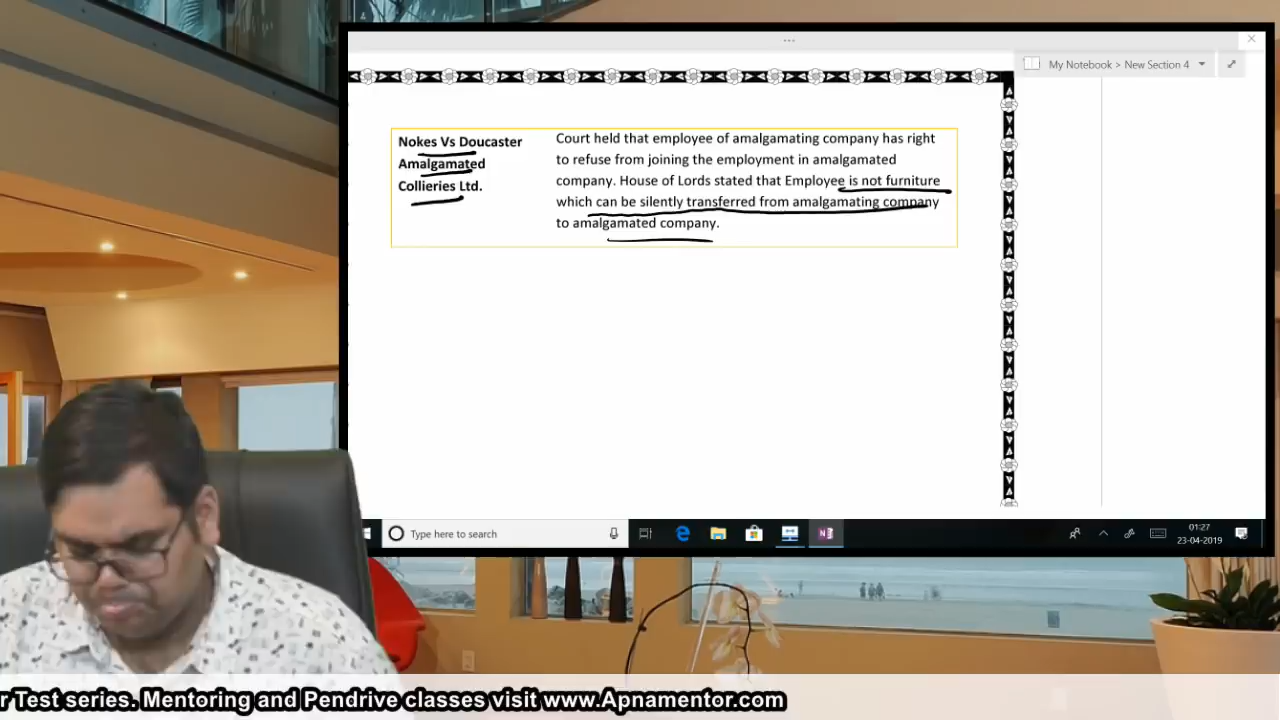 My Notebook > New Section 4
Nokes Vs Doucaster
Amalgamated
Collieries Ltd.
Court held that employee of amalgamating company has right
to refuse from joining the employment in amalgamated
company. House of Lords stated that Employee is not furniture
which can be silently transferred from amalgamating company
to amalgamated company.
Type here to search
01:27
23-04-2019
r Test series. Mentoring and Pendrive classes visit www.Apnamentor.com